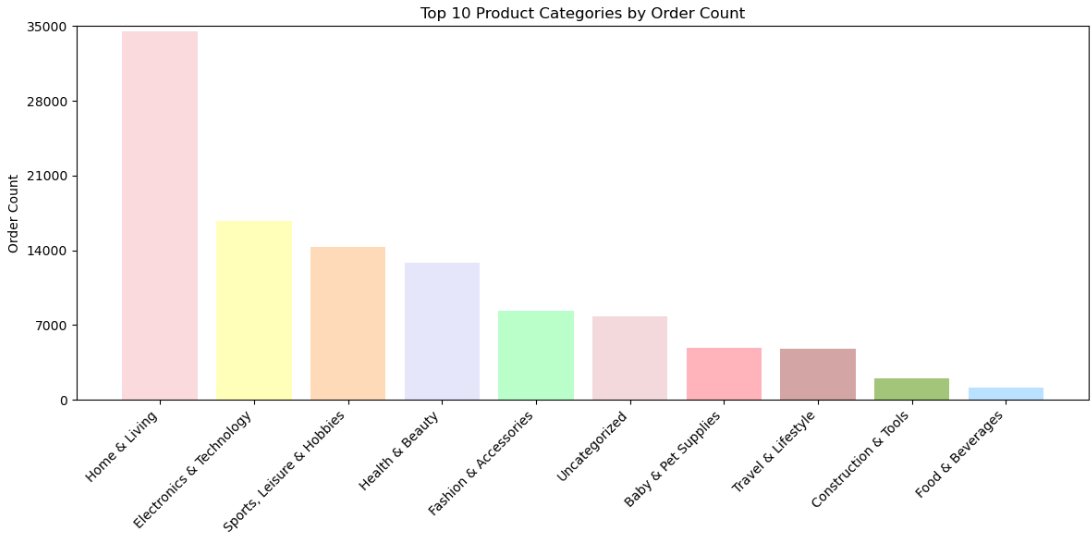 Top 10 Product Categories by Order Count
Order Count
35000
28000
21000
14000
7000
0
Home & Living
Electronics & Technology
Sports, Leisure & Hobbies
Health & Beauty
Fashion & Accessories
Uncategorized
Baby & Pet Supplies
Travel & Lifestyle
Construction & Tools
Food & Beverages